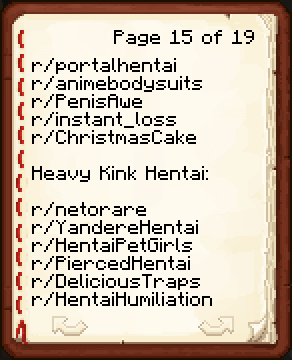 Page 15 of 19
r/portalhentai
r/animebodysuits
r/PenisAwe
r/instant_loss
r/ChristmasCake
Heavy Kink Hentai:
r/netorare
r/YandereHentai
r/HentaiPetGirls
r/PiercedHentai
r/DeliciousTraps
r/HentaiHumiliation